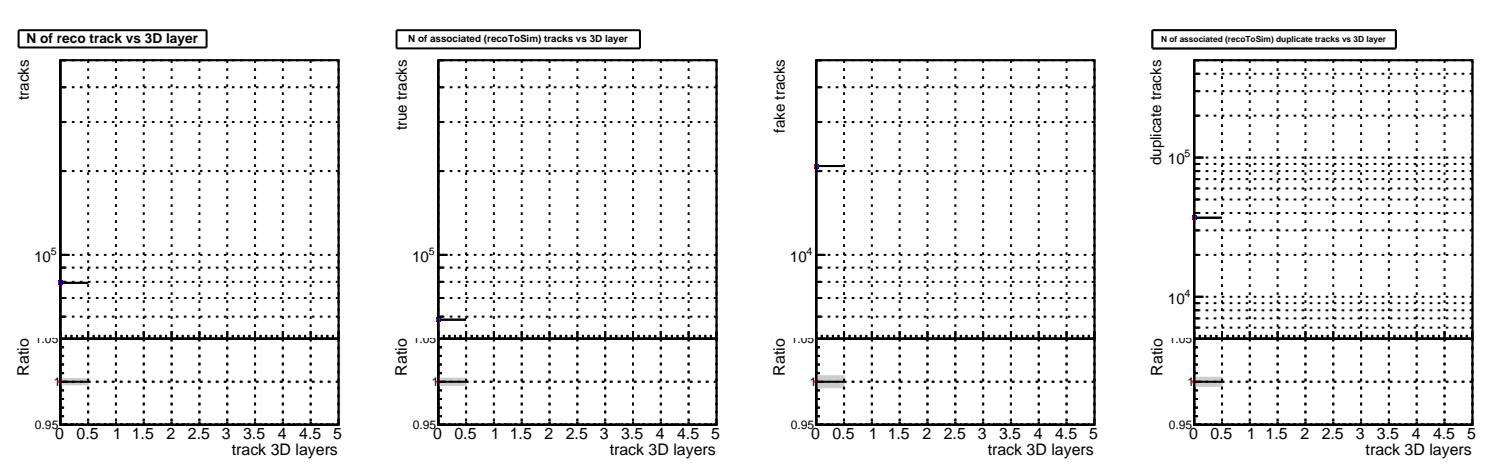 N of reco track vs 3D layer
tracks
10^5
1.05
Ratio
1
0.95
0 0.5 1 1.5 2 2.5 3 3.5 4 4.5 5
track 3D layers
N of associated (recoToSim) tracks vs 3D layer
true tracks
10^5
1.05
Ratio
1
0.95
0 0.5 1 1.5 2 2.5 3 3.5 4 4.5 5
track 3D layers
fake tracks
10^4
1.05
Ratio
1
0.95
0 0.5 1 1.5 2 2.5 3 3.5 4 4.5 5
track 3D layers
N of associated (recoToSim) duplicate tracks vs 3D layer
duplicate tracks
10^5
10^4
1.05
Ratio
1
0.95
0 0.5 1 1.5 2 2.5 3 3.5 4 4.5 5
track 3D layers